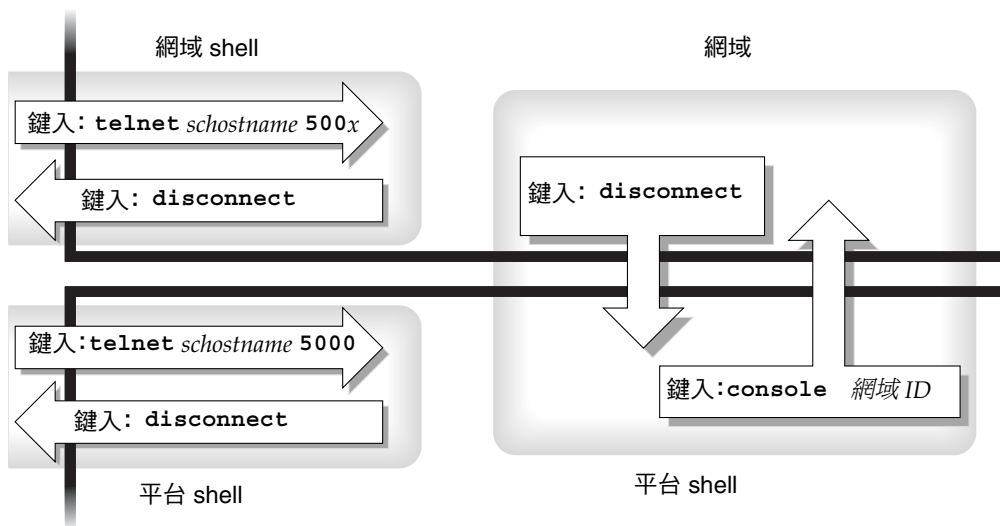 網域 shell
鍵入: telnet schostname 500x
鍵入: disconnect
鍵入:telnet schostname 5000
鍵入: disconnect
平台 shell
網域
鍵入: disconnect
鍵入:console 網域 ID
平台 shell